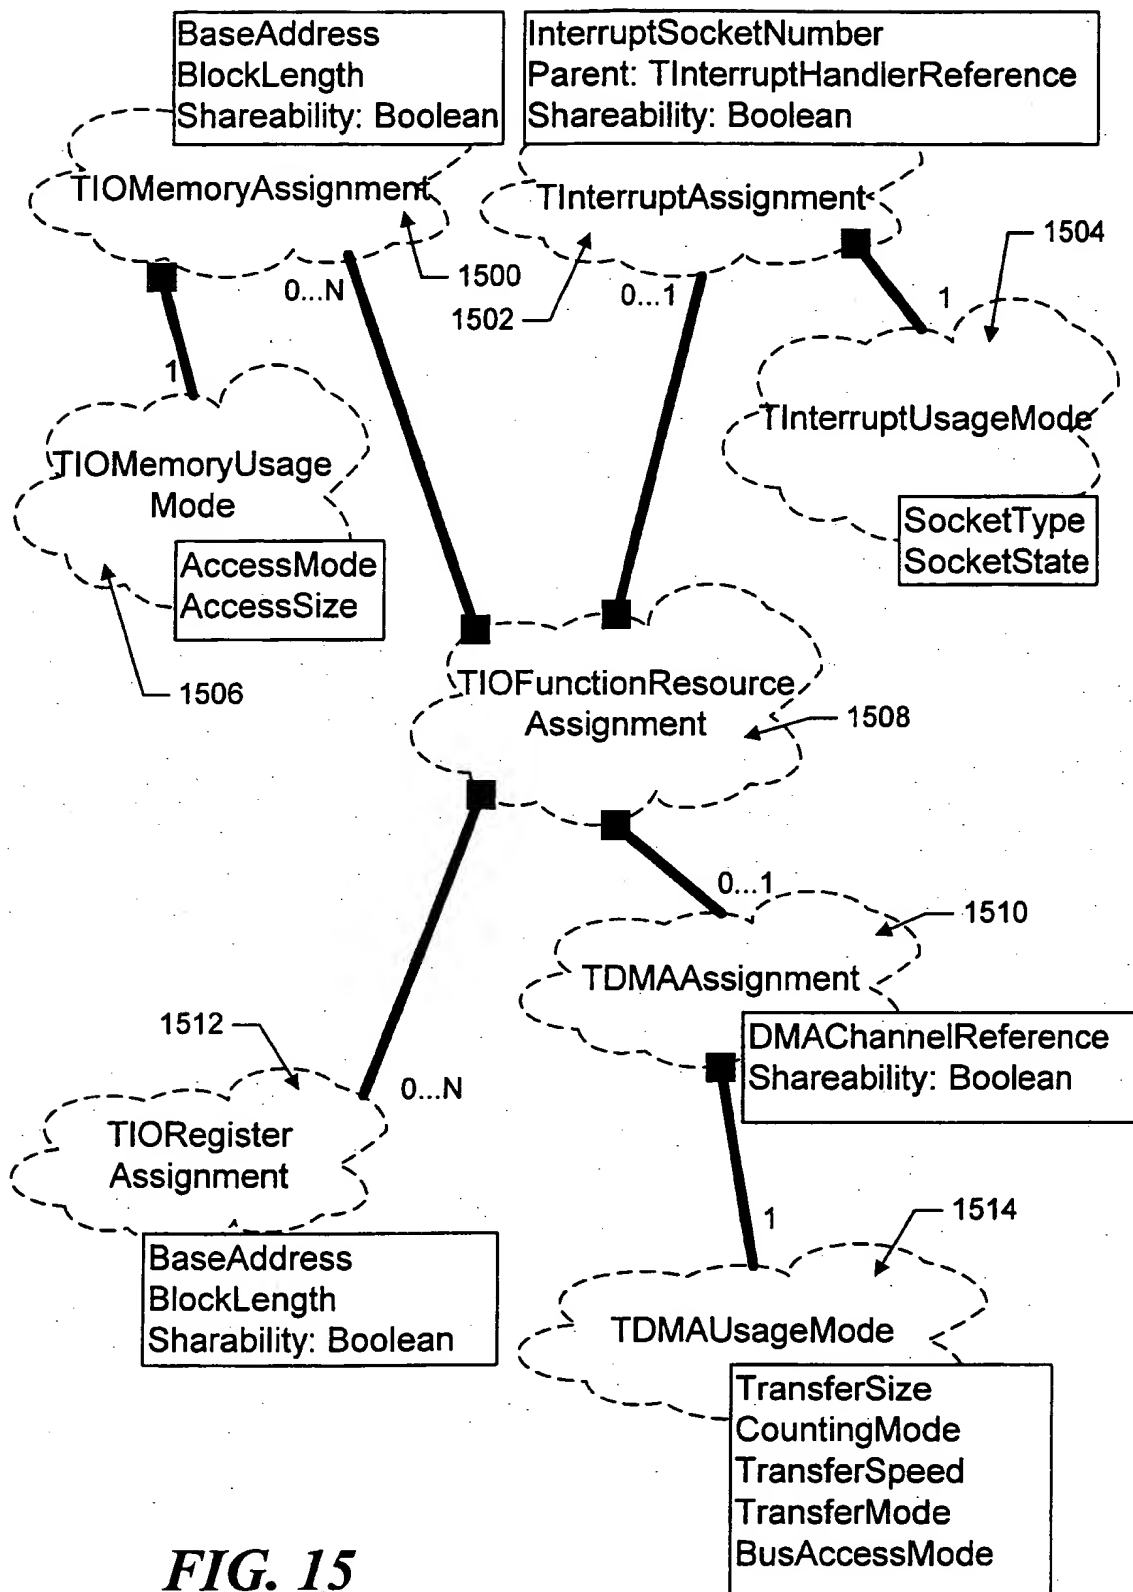 BaseAddress
BlockLength
Shareability: Boolean
InterruptSocketNumber
Parent: TInterruptHandlerReference
Shareability: Boolean
TIOMemoryAssignment
TInterruptAssignment
1500
1502
1504
0...N
0...1
1
1
TInterruptUsageMode
SocketType
SocketState
TIOMemoryUsage
Mode
AccessMode
AccessSize
1506
TIOFunctionResource
Assignment
1508
0...1
1510
TDMAAssignment
DMAChannelReference
Shareability: Boolean
1512
0...N
TIORegister
Assignment
BaseAddress
BlockLength
Sharability: Boolean
1
1514
TDMAUsageMode
TransferSize
CountingMode
TransferSpeed
TransferMode
BusAccessMode
FIG. 15